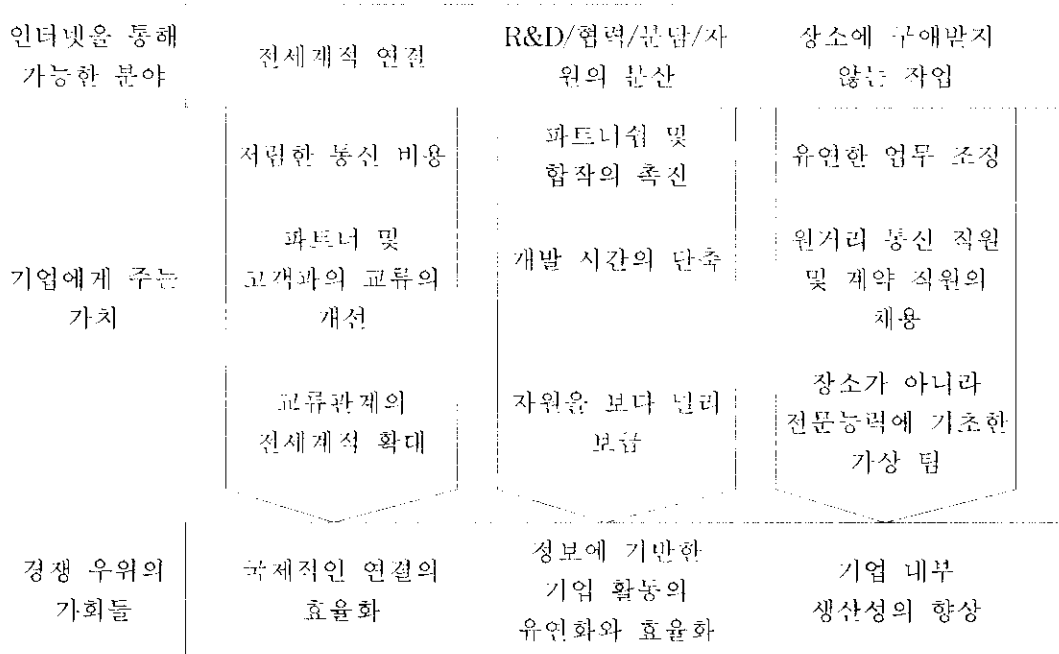 인터넷을 통해
가능한 분야
전세계적 연결
R&D/협력/분담/자
원의 분산
장소에 구애받지
않는 작업
기업에게 주는
가치
저렴한 통신 비용
파트너 및
고객과의 교류의
개선
교류관계의
전세계적 확대
파트너쉽 및
합작의 촉진
개발 시간의 단축
자원을 보다 널리
보급
유연한 업무 조정
원거리 통신 직원
및 계약 직원의
채용
장소가 아니라
전문능력에 기초한
가상 팀
경쟁 우위의
기회들
국제적인 연결의
효율화
정보에 기반한
기업 활동의
유연화와 효율화
기업 내부
생산성의 향상